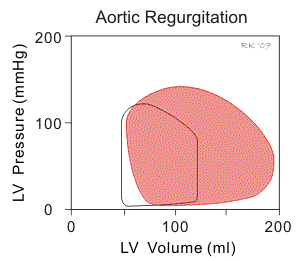 Aortic Regurgitation
RK '07
200
100
0
LV Pressure (mmHg)
0
100
200
LV Volume (ml)